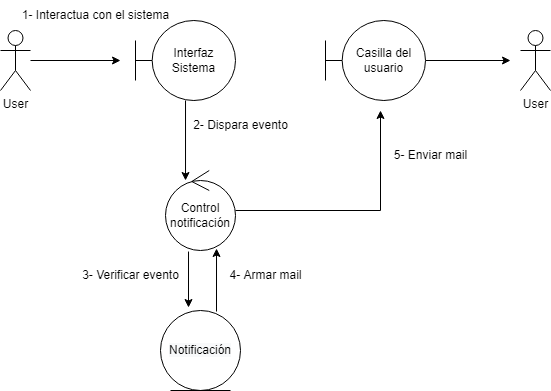 1- Interactua con el sistema
User
Interfaz
Sistema
Casilla del
usuario
User
2- Dispara evento
5- Enviar mail
Control
notificación
3- Verificar evento
4- Armar mail
Notificación